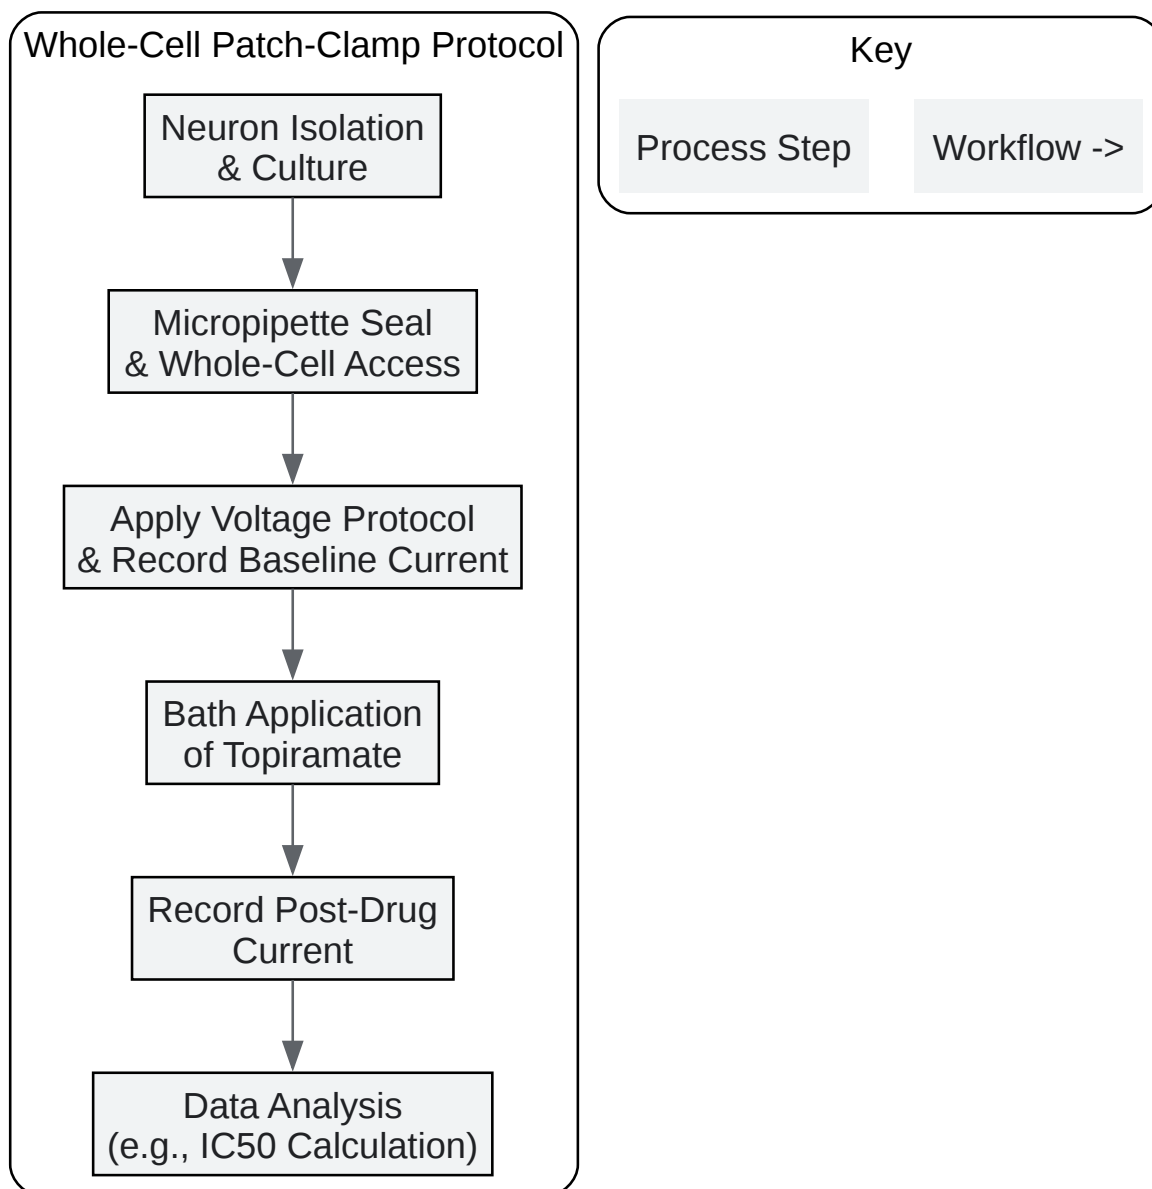 Whole-Cell Patch-Clamp Protocol
Neuron Isolation
& Culture
Micropipette Seal
& Whole-Cell Access
Apply Voltage Protocol
& Record Baseline Current
Bath Application
of Topiramate
Record Post-Drug
Current
Data Analysis
(e.g., IC50 Calculation)
Key
Process Step
Workflow ->